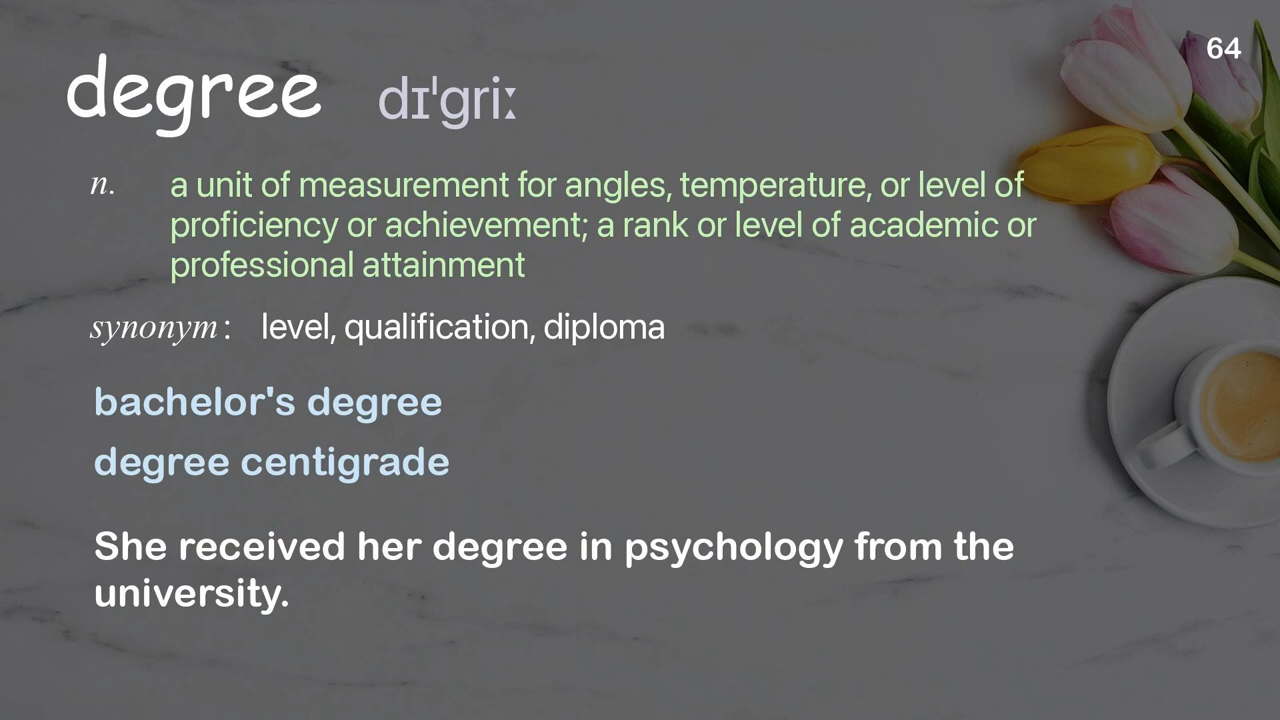 64
degree dɪˈɡriː
n. a unit of measurement for angles, temperature, or level of
proficiency or achievement; a rank or level of academic or
professional attainment
synonym : level, qualification, diploma
bachelor's degree
degree centigrade
She received her degree in psychology from the
university.